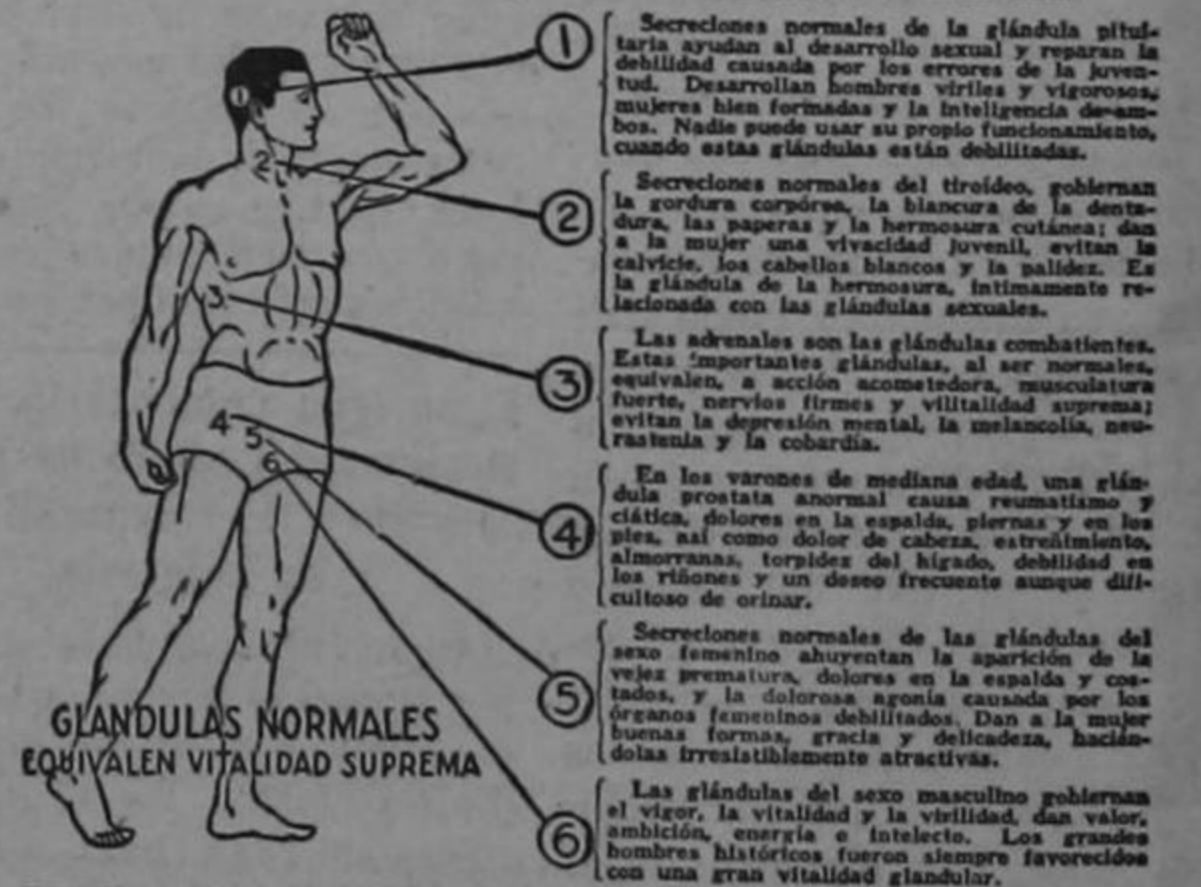 1
Secreciones normales de la glándula pitui-
taria ayudan al desarrollo sexual y reparan la
debilidad causada por los errores de la juven-
tud. Desarrollan hombres viriles y vigorosos,
mujeres bien formadas y la inteligencia de am-
bos. Nadie puede usar su propio funcionamiento,
cuando estas glándulas están debilitadas.
2
Secreciones normales del tiroídeo, gobiernan
la gordura corpórea, la blancura de la denta-
dura, las paperas y la hermosura cutánea; dan
a la mujer una vivacidad juvenil, evitan la
calvicie, los cabellos blancos y la palidez. Es
la glándula de la hermosura, íntimamente re-
lacionada con las glándulas sexuales.
3
Las adrenales son las glándulas combatientes.
Estas importantes glándulas, al ser normales,
equivalen, a acción acometedora, musculatura
fuerte, nervios firmes y vilitalidad suprema;
evitan la depresión mental, la melancolía, neu-
rastenia y la cobardía.
4
En los varones de mediana edad, una glán-
dula prostata anormal causa reumatismo y
ciática, dolores en la espalda, piernas y en los
pies, así como dolor de cabeza, estreñimiento,
almorranas, torpidez del hígado, debilidad en
los riñones y un deseo frecuente aunque difi-
cultoso de orinar.
5
Secreciones normales de las glándulas del
sexo femenino ahuyentan la aparición de la
vejez prematura, dolores en la espalda y cos-
tados, y la dolorosa agonía causada por los
órganos femeninos debilitados. Dan a la mujer
buenas formas, gracia y delicadeza, hacién-
dolas irresistiblemente atractivas.
6
Las glándulas del sexo masculino gobiernan
el vigor, la vitalidad y la virilidad, dan valor,
ambición, energía e intelecto. Los grandes
hombres históricos fueron siempre favorecidos
con una gran vitalidad glandular.
1
2
3
4
5
6
GLANDULAS NORMALES
EQUIVALEN VITALIDAD SUPREMA